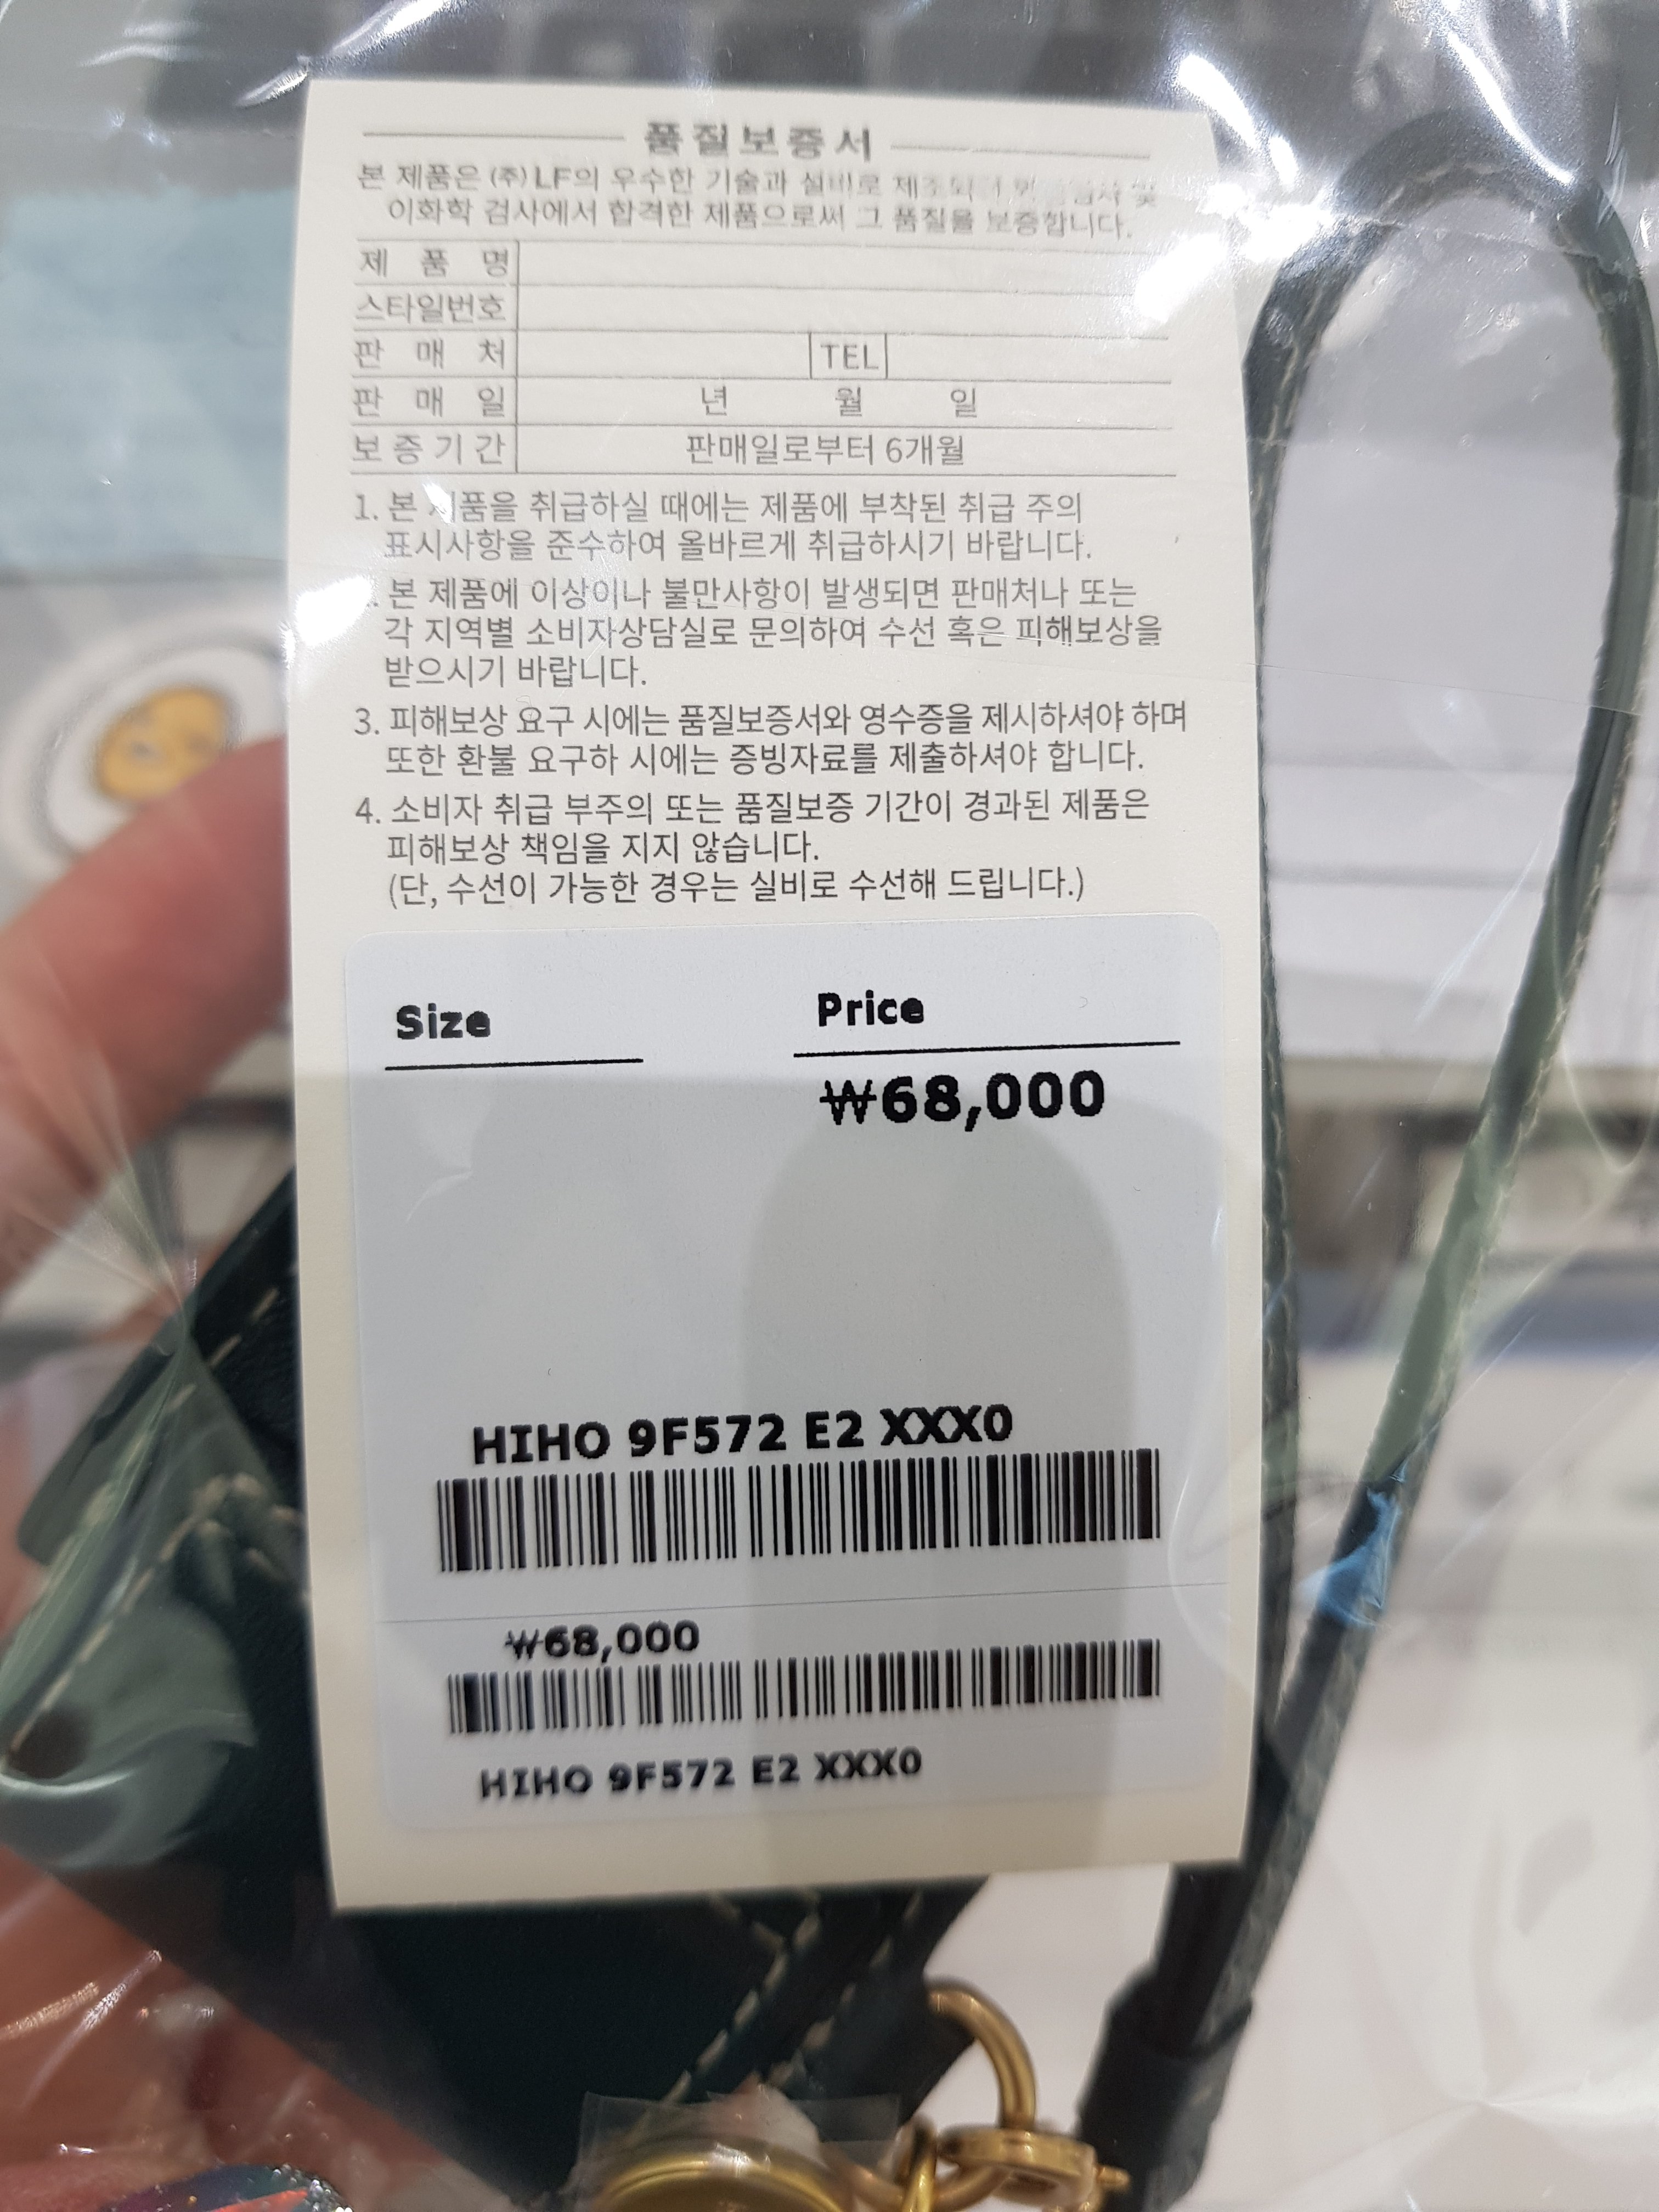 품질보증서
본 제품은 (주)LF의 우수한 기술과 설비로 제조되어 및
이화학 검사에서 합격한 제품으로써 그 품질을 보증합니다.
제 품 명
스타일번호
판 매 처 TEL
판 매 일 년 월 일
보증기간 판매일로부터 6개월
1. 본 제품을 취급하실 때에는 제품에 부착된 취급 주의
표시사항을 준수하여 올바르게 취급하시기 바랍니다.
본 제품에 이상이나 불만사항이 발생되면 판매처나 또는
각 지역별 소비자상담실로 문의하여 수선 혹은 피해보상을
받으시기 바랍니다.
3. 피해보상 요구 시에는 품질보증서와 영수증을 제시하셔야 하며
또한 환불 요구하 시에는 증빙자료를 제출하셔야 합니다.
4. 소비자 취급 부주의 또는 품질보증 기간이 경과된 제품은
피해보상 책임을 지지 않습니다.
(단, 수선이 가능한 경우는 실비로 수선해 드립니다.)
Size Price
₩68,000
HIHO 9F572 E2 XXX0
₩68,000
HIHO 9F572 E2 XXX0